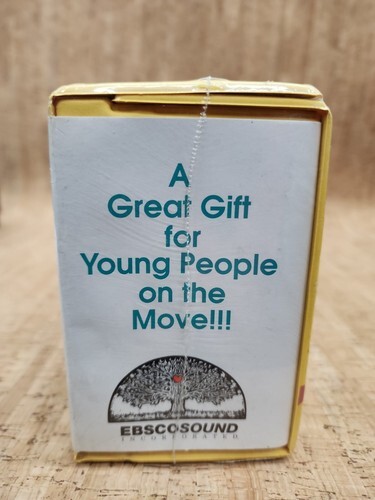 A
Great Gift
for
Young People
on the
Move!!!
EBSCOSOUND
INCORPORATED